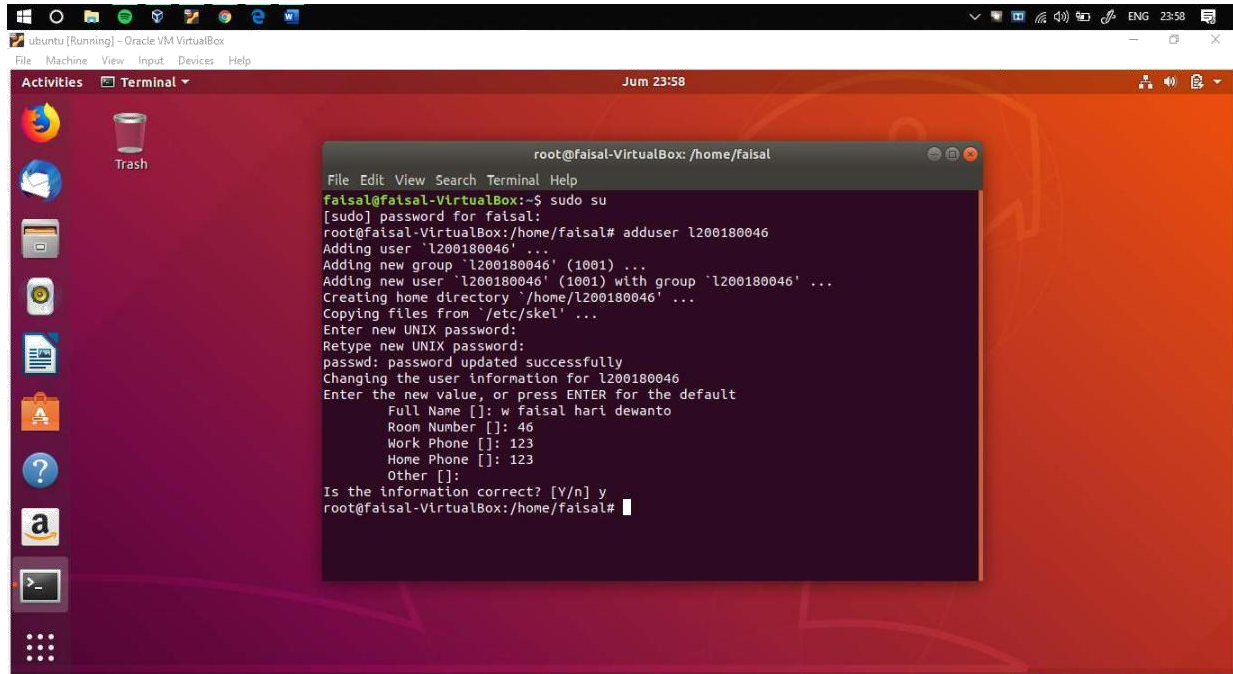 ENG 23:58
ubuntu [Running] - Oracle VM VirtualBox
File Machine View Input Devices Help
Activities Terminal Jum 23:58
Trash
root@faisal-VirtualBox: /home/faisal
File Edit View Search Terminal Help
faisal@faisal-VirtualBox:~$ sudo su
[sudo] password for faisal:
root@faisal-VirtualBox:/home/faisal# adduser l200180046
Adding user `l200180046' ...
Adding new group `l200180046' (1001) ...
Adding new user `l200180046' (1001) with group `l200180046' ...
Creating home directory `/home/l200180046' ...
Copying files from `/etc/skel' ...
Enter new UNIX password:
Retype new UNIX password:
passwd: password updated successfully
Changing the user information for l200180046
Enter the new value, or press ENTER for the default
Full Name []: w faisal hari dewanto
Room Number []: 46
Work Phone []: 123
Home Phone []: 123
Other []:
Is the information correct? [Y/n] y
root@faisal-VirtualBox:/home/faisal#